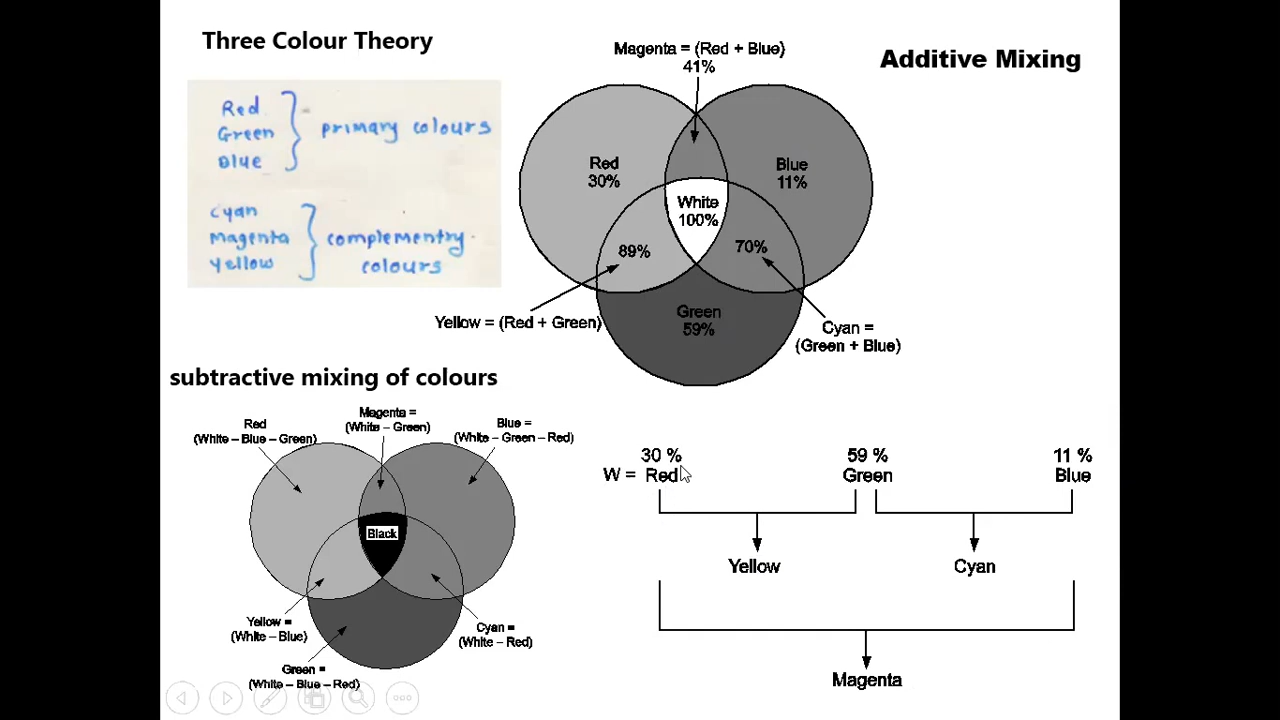 Three Colour Theory
Red
Green
Blue
primary colours
Cyan
Magenta
Yellow
complementry
colours
Additive Mixing
Magenta = (Red + Blue)
41%
Red
30%
Blue
11%
White
100%
89%
70%
Green
59%
Yellow = (Red + Green)
Cyan =
(Green + Blue)
subtractive mixing of colours
Red
(White – Blue – Green)
Magenta =
(White – Green)
Blue =
(White – Green – Red)
Black
Yellow =
(White – Blue)
Cyan =
(White – Red)
Green =
(White – Blue – Red)
30 % 59 % 11 %
W = Red Green Blue
Yellow Cyan
Magenta